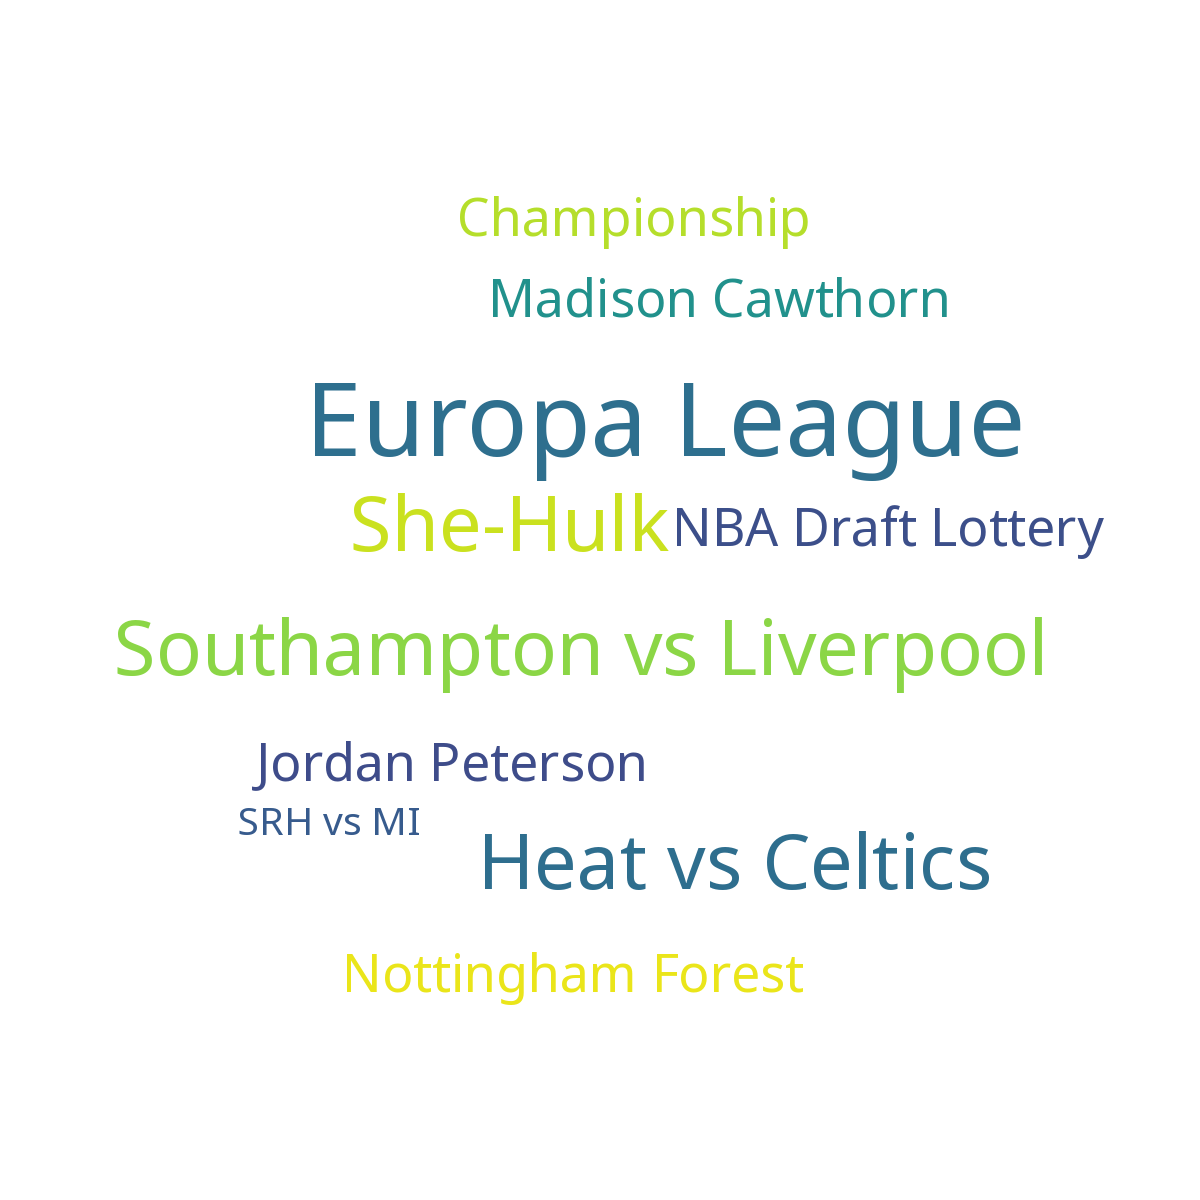 Championship
Madison Cawthorn
Europa League
She-Hulk
NBA Draft Lottery
Southampton vs Liverpool
Jordan Peterson
SRH vs MI
Heat vs Celtics
Nottingham Forest